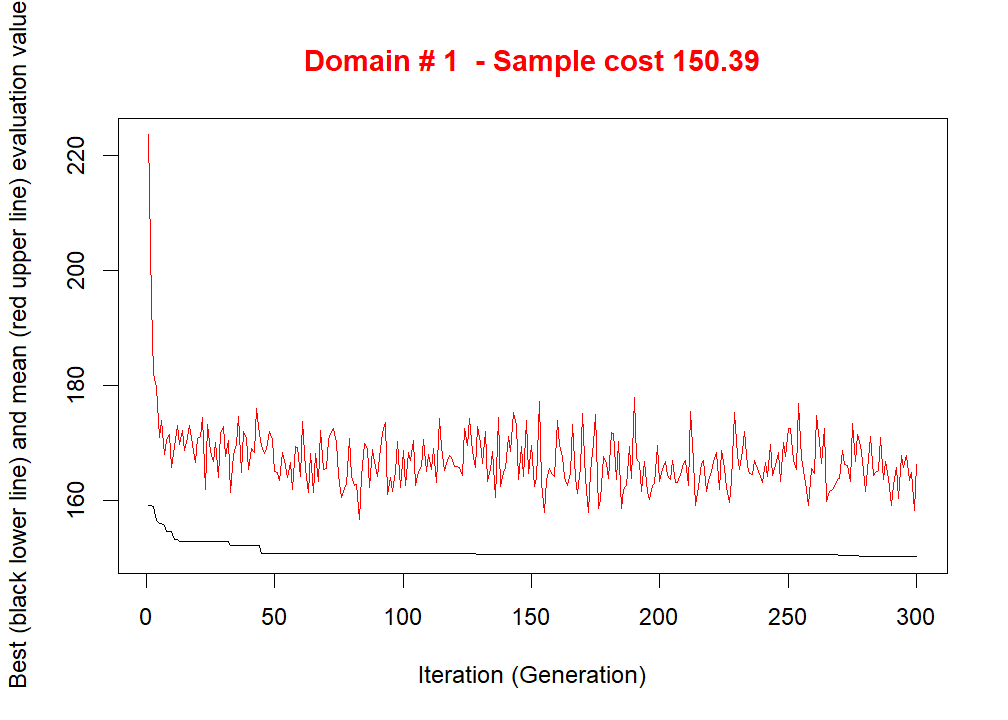 Domain # 1  - Sample cost 150.39
Best (black lower line) and mean (red upper line) evaluation value
220
200
180
160
0 50 100 150 200 250 300
Iteration (Generation)